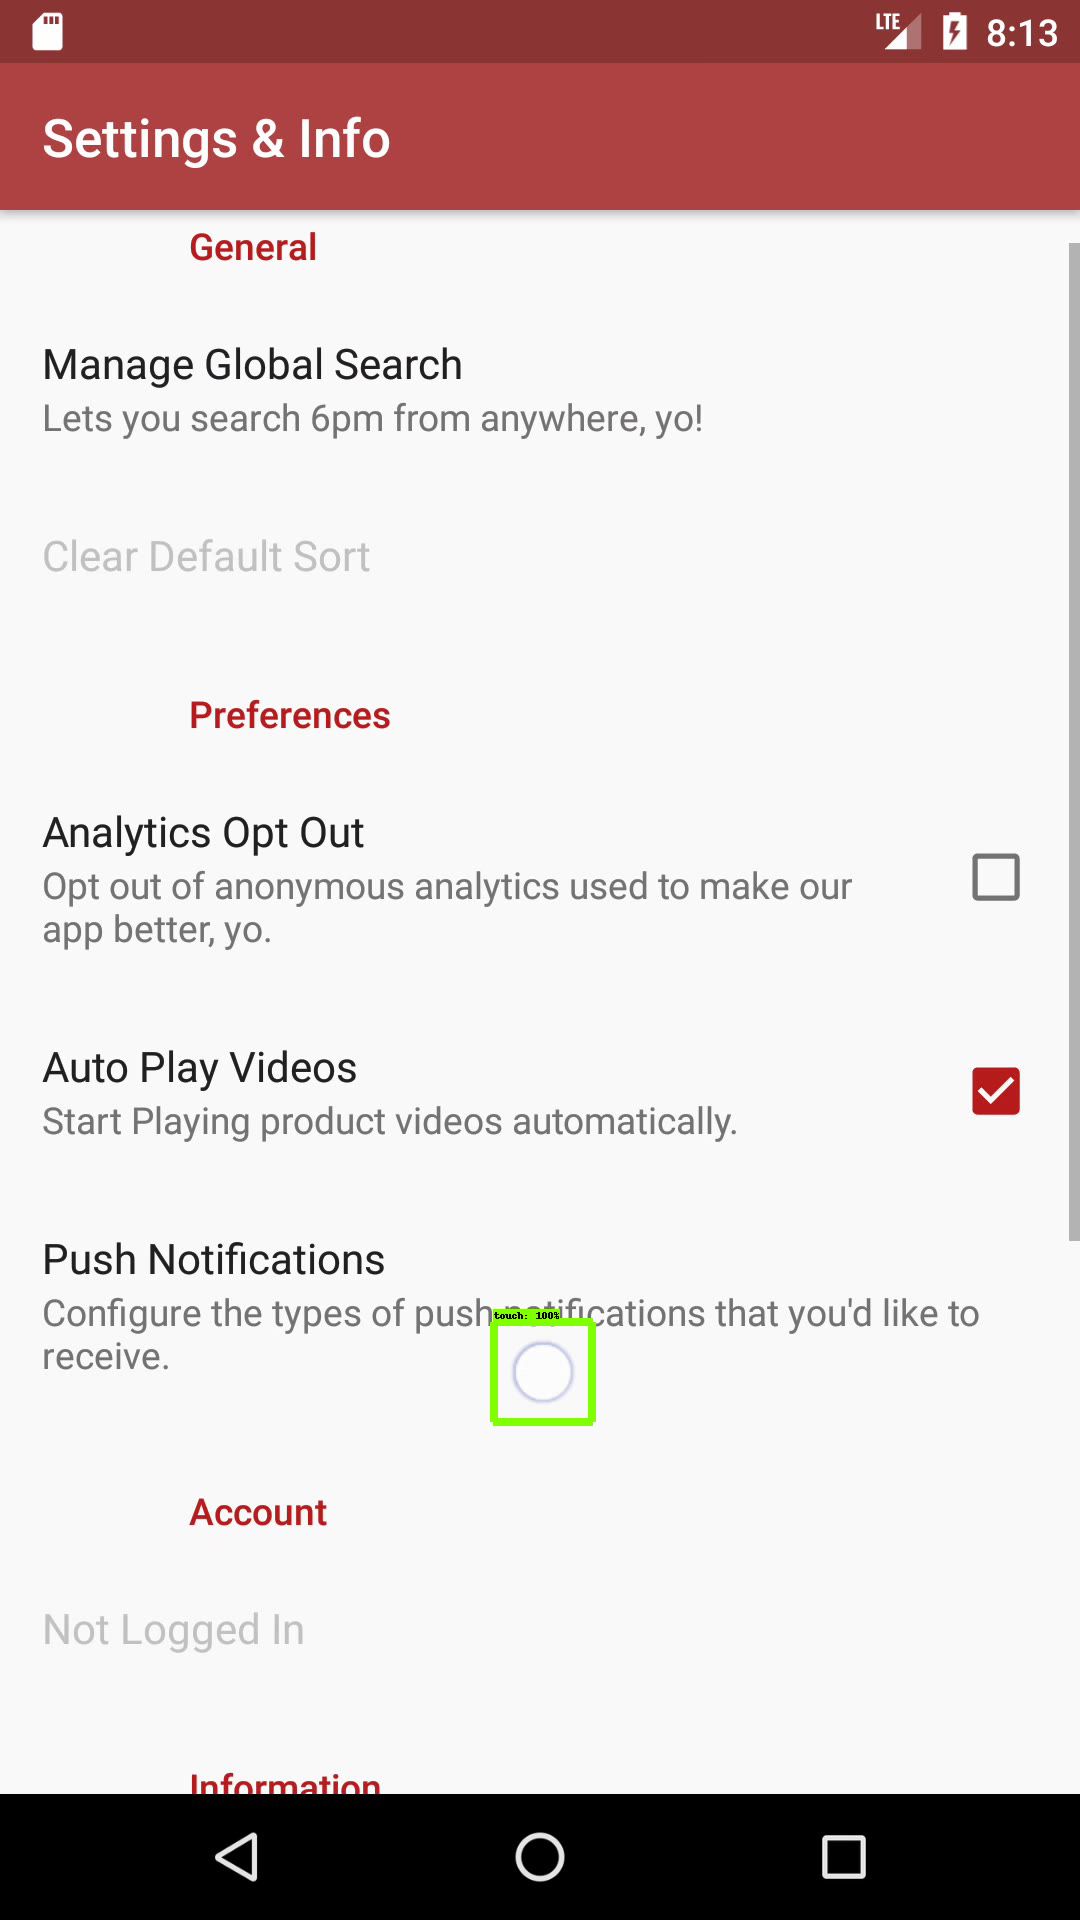 LTE 8:13
Settings & Info
General
Manage Global Search
Lets you search 6pm from anywhere, yo!
Clear Default Sort
Preferences
Analytics Opt Out
Opt out of anonymous analytics used to make our
app better, yo.
Auto Play Videos
Start Playing product videos automatically.
Push Notifications
Configure the types of push notifications that you'd like to
touch: 100%
receive.
Account
Not Logged In
Information